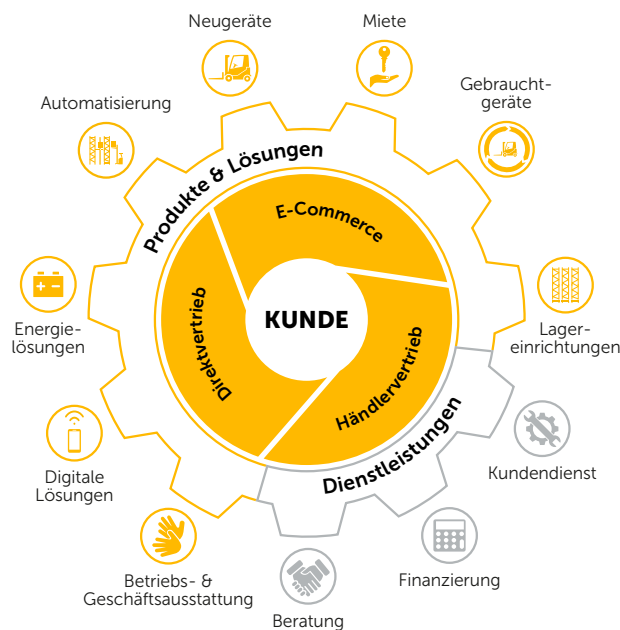 Neugeräte
Miete
Gebraucht-
geräte
Automatisierung
Produkte & Lösungen
E-Commerce
Direktvertrieb
KUNDE
Händlervertrieb
Energie-
lösungen
Lager-
einrichtungen
Dienstleistungen
Digitale
Lösungen
Kundendienst
Betriebs- &
Geschäftsausstattung
Finanzierung
Beratung